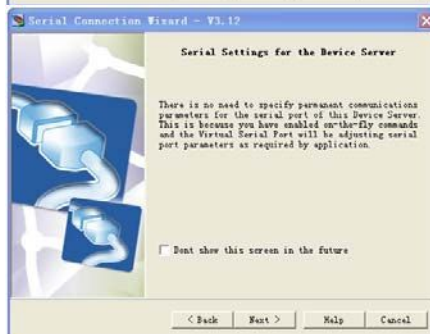 Serial Connection Wizard - V3.12
Serial Settings for the Device Server
There is no need to specify permanent communications
parameters for the serial port of this Device Server.
This is because you have enabled on-the-fly commands
and the Virtual Serial Port will be adjusting serial
port parameters as required by application.
Dont show this screen in the future
< Back
Next >
Help
Cancel